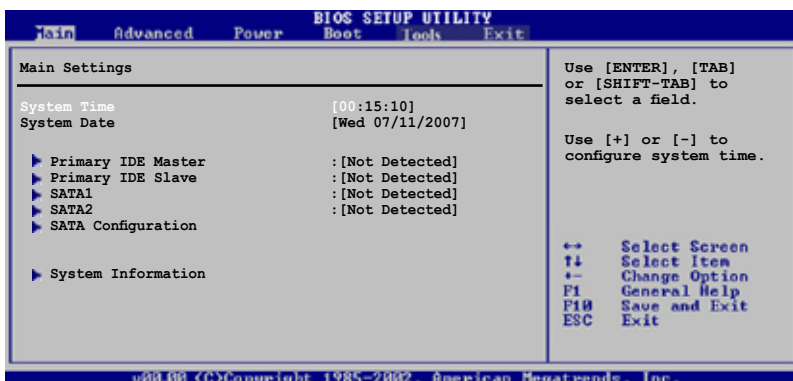 BIOS SETUP UTILITY
Main Advanced Power Boot Tools Exit
Main Settings
System Time [00:15:10]
System Date [Wed 07/11/2007]
Primary IDE Master :[Not Detected]
Primary IDE Slave :[Not Detected]
SATA1 :[Not Detected]
SATA2 :[Not Detected]
SATA Configuration
System Information
Use [ENTER], [TAB]
or [SHIFT-TAB] to
select a field.
Use [+] or [-] to
configure system time.
↔ Select Screen
↑↓ Select Item
+- Change Option
F1 General Help
F10 Save and Exit
ESC Exit
v00.00 (C)Copyright 1985-2002, American Megatrends, Inc.